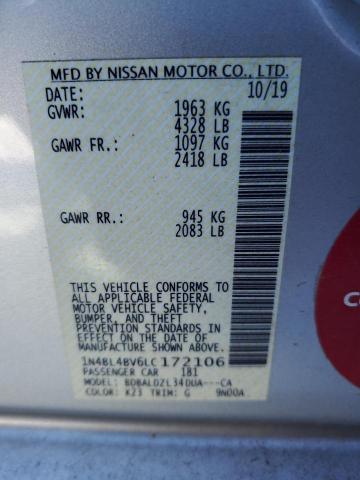 MFD BY NISSAN MOTOR CO., LTD.
DATE: 10/19
GVWR: 1963 KG
4328 LB
GAWR FR.: 1097 KG
2418 LB
GAWR RR.: 945 KG
2083 LB
THIS VEHICLE CONFORMS TO
ALL APPLICABLE FEDERAL
MOTOR VEHICLE SAFETY,
BUMPER, AND THEFT
PREVENTION STANDARDS
IN EFFECT ON THE DATE OF
MANUFACTURE SHOWN ABOVE.
1N4BL4BV6LC172106
PASSENGER CAR 181
MODEL: BDBALDZL34DUA---CA
COLOR: K23 TRIM: G 9N00A